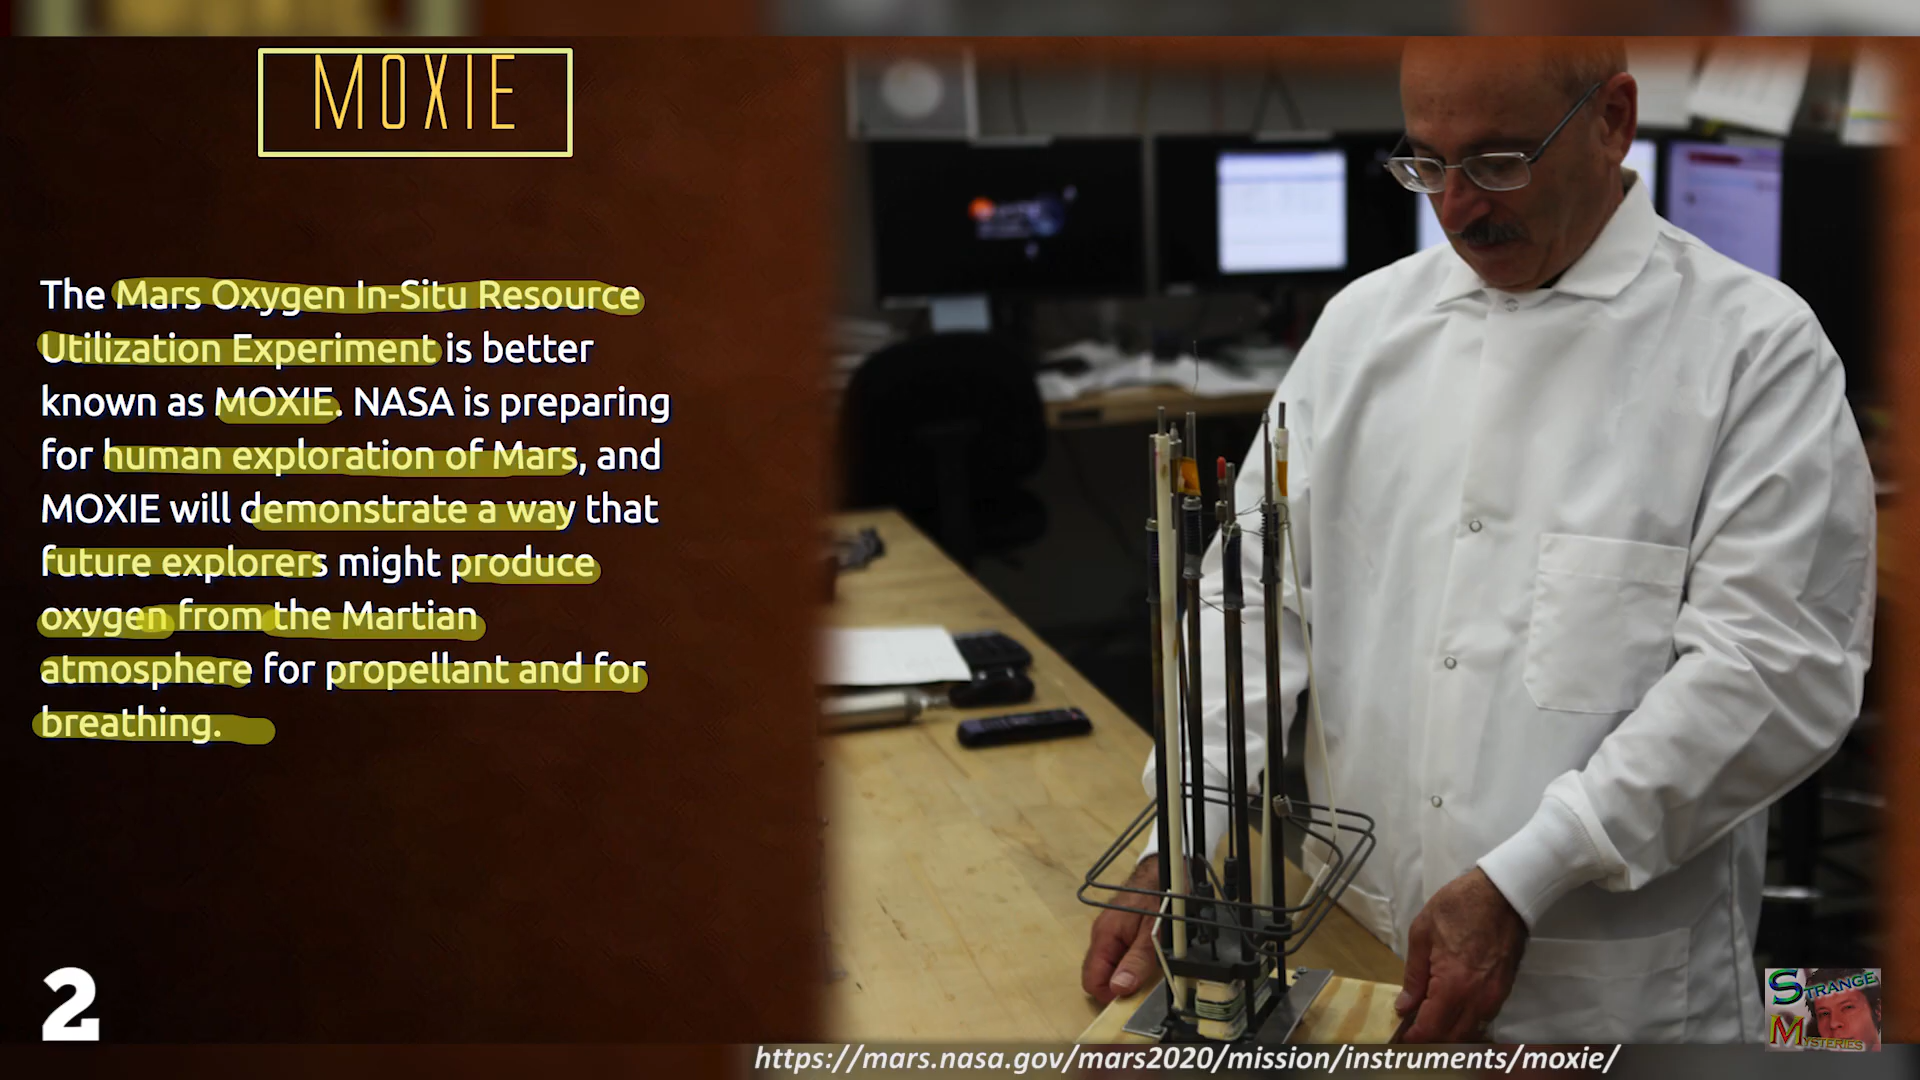 MOXIE
The Mars Oxygen In-Situ Resource
Utilization Experiment is better
known as MOXIE. NASA is preparing
for human exploration of Mars, and
MOXIE will demonstrate a way that
future explorers might produce
oxygen from the Martian
atmosphere for propellant and for
breathing.
2
STRANGE
MYSTERIES
https://mars.nasa.gov/mars2020/mission/instruments/moxie/